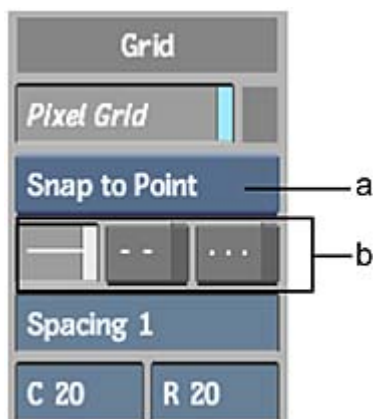 Grid
Pixel Grid
Snap to Point
a
- -
...
b
Spacing 1
C 20 R 20